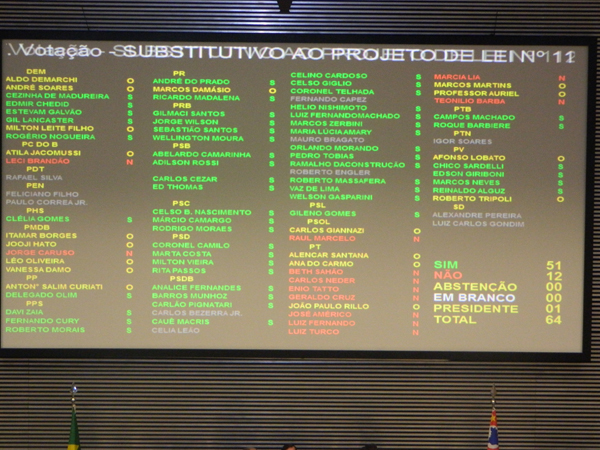 Votação - SUBSTITUTIVO AO PROJETO DE LEI Nº 11
DEM
ALDO DEMARCHI O
ANDRÉ SOARES O
CEZINHA DE MADUREIRA S
EDMIR CHEDID S
ESTEVAM GALVÃO S
GIL LANCASTER S
MILTON LEITE FILHO O
ROGÉRIO NOGUEIRA S
PC DO B
ATILA JACOMUSSI O
LECI BRANDÃO N
PDT
RAFAEL SILVA
PEN
FELICIANO FILHO
PAULO CORREA JR.
PHS
CLÉLIA GOMES S
PMDB
ITAMAR BORGES O
JOOJI HATO O
JORGE CARUSO N
LÉO OLIVEIRA O
VANESSA DAMO O
PP
ANTON° SALIM CURIATI O
DELEGADO OLIM S
PPS
DAVI ZAIA S
FERNANDO CURY S
ROBERTO MORAIS S
PR
ANDRÉ DO PRADO S
MARCOS DAMÁSIO O
RICARDO MADALENA S
PRB
GILMACI SANTOS S
JORGE WILSON S
SEBASTIÃO SANTOS S
WELLINGTON MOURA S
PSB
ABELARDO CAMARINHA S
ADILSON ROSSI S
CARLOS CEZAR S
ED THOMAS S
PSC
CELSO B. NASCIMENTO S
MÁRCIO CAMARGO S
RODRIGO MORAES S
PSD
CORONEL CAMILO S
MARTA COSTA S
MILTON VIEIRA S
RITA PASSOS S
PSDB
ANALICE FERNANDES S
BARROS MUNHOZ S
CARLÃO PIGNATARI S
CARLOS BEZERRA JR.
CAUÊ MACRIS S
CELIA LEÃO
CELINO CARDOSO S
CELSO GIGLIO S
CORONEL TELHADA S
FERNANDO CAPEZ
HELIO NISHIMOTO S
LUIZ FERNANDOMACHADO S
MARCOS ZERBINI S
MARIA LÚCIA AMARY S
MAURO BRAGATO
ORLANDO MORANDO S
PEDRO TOBIAS S
RAMALHO DACONSTRUÇÃO S
ROBERTO ENGLER
ROBERTO MASSAFERA S
VAZ DE LIMA S
WELSON GASPARINI S
PSL
GILENO GOMES S
PSOL
CARLOS GIANNAZI O
RAUL MARCELO N
PT
ALENCAR SANTANA O
ANA DO CARMO O
BETH SAHÃO N
CARLOS NEDER N
ENIO TATTO N
GERALDO CRUZ N
JOÃO PAULO RILLO O
JOSÉ AMÉRICO N
LUIZ FERNANDO N
LUIZ TURCO N
MARCIA LIA N
MARCOS MARTINS O
PROFESSOR AURIEL O
TEONILIO BARBA N
PTB
CAMPOS MACHADO S
ROQUE BARBIERE S
PTN
IGOR SOARES
PV
AFONSO LOBATO O
CHICO SARDELLI S
EDSON GIRIBONI S
MARCOS NEVES S
REINALDO ALGUZ S
ROBERTO TRIPOLI O
SD
ALEXANDRE PEREIRA
LUIZ CARLOS GONDIM
SIM 51
NÃO 12
ABSTENÇÃO 00
EM BRANCO 00
PRESIDENTE 01
TOTAL 64